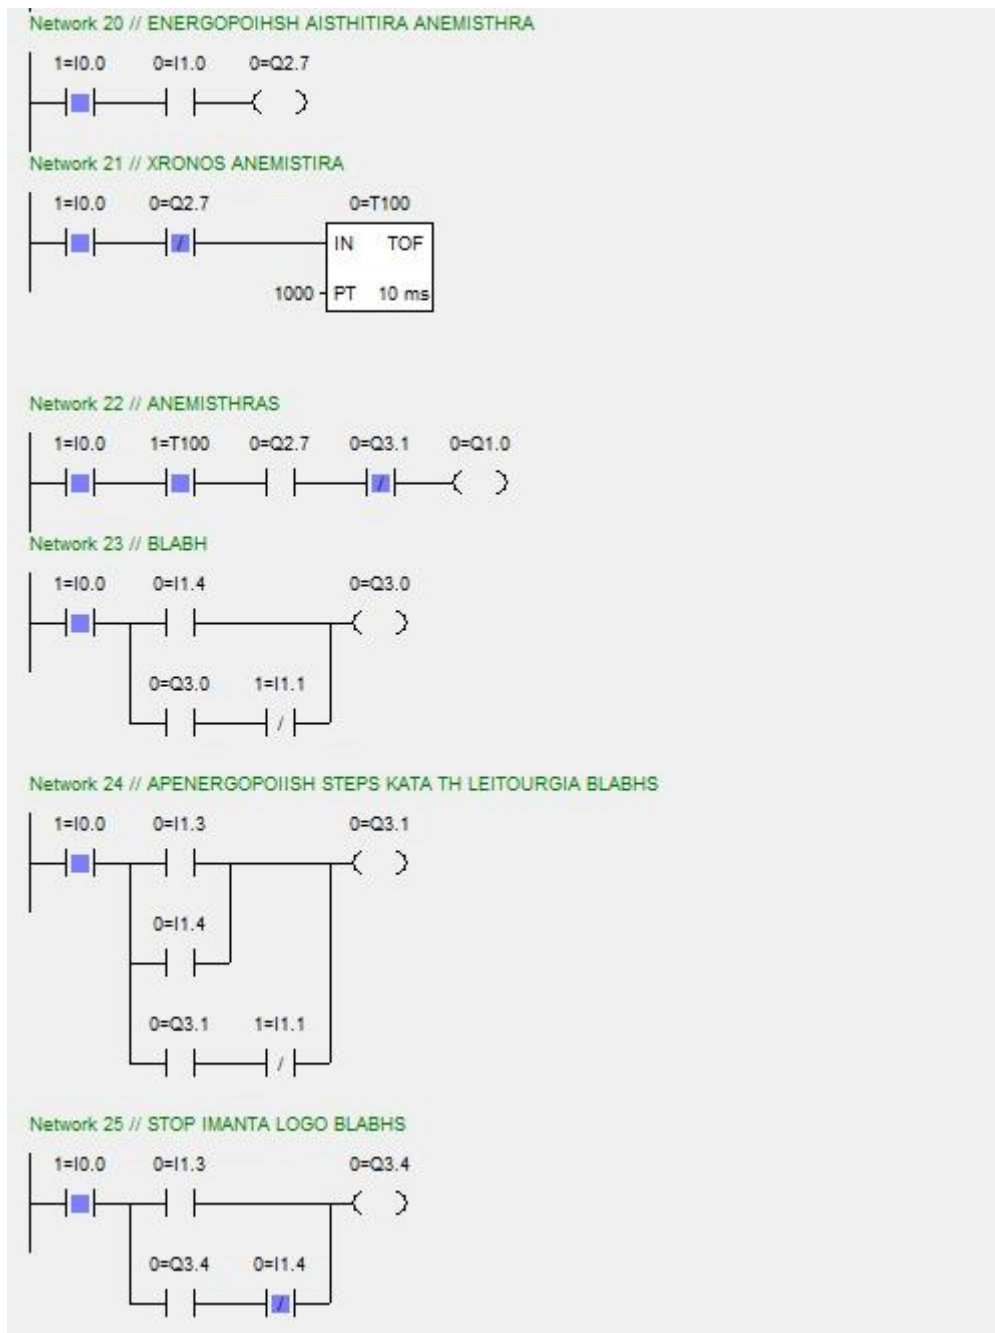 Network 20 // ENERGOPOIHSH AISTHITIRA ANEMISTHRA
1=I0.0 0=I1.0 0=Q2.7
Network 21 // XRONOS ANEMISTIRA
1=I0.0 0=Q2.7 0=T100
IN TOF
1000 PT 10 ms
Network 22 // ANEMISTHRAS
1=I0.0 1=T100 0=Q2.7 0=Q3.1 0=Q1.0
Network 23 // BLABH
1=I0.0 0=I1.4 0=Q3.0
0=Q3.0 1=I1.1
Network 24 // APENERGOPOIISH STEPS KATA TH LEITOURGIA BLABHS
1=I0.0 0=I1.3 0=Q3.1
0=I1.4
0=Q3.1 1=I1.1
Network 25 // STOP IMANTA LOGO BLABHS
1=I0.0 0=I1.3 0=Q3.4
0=Q3.4 0=I1.4